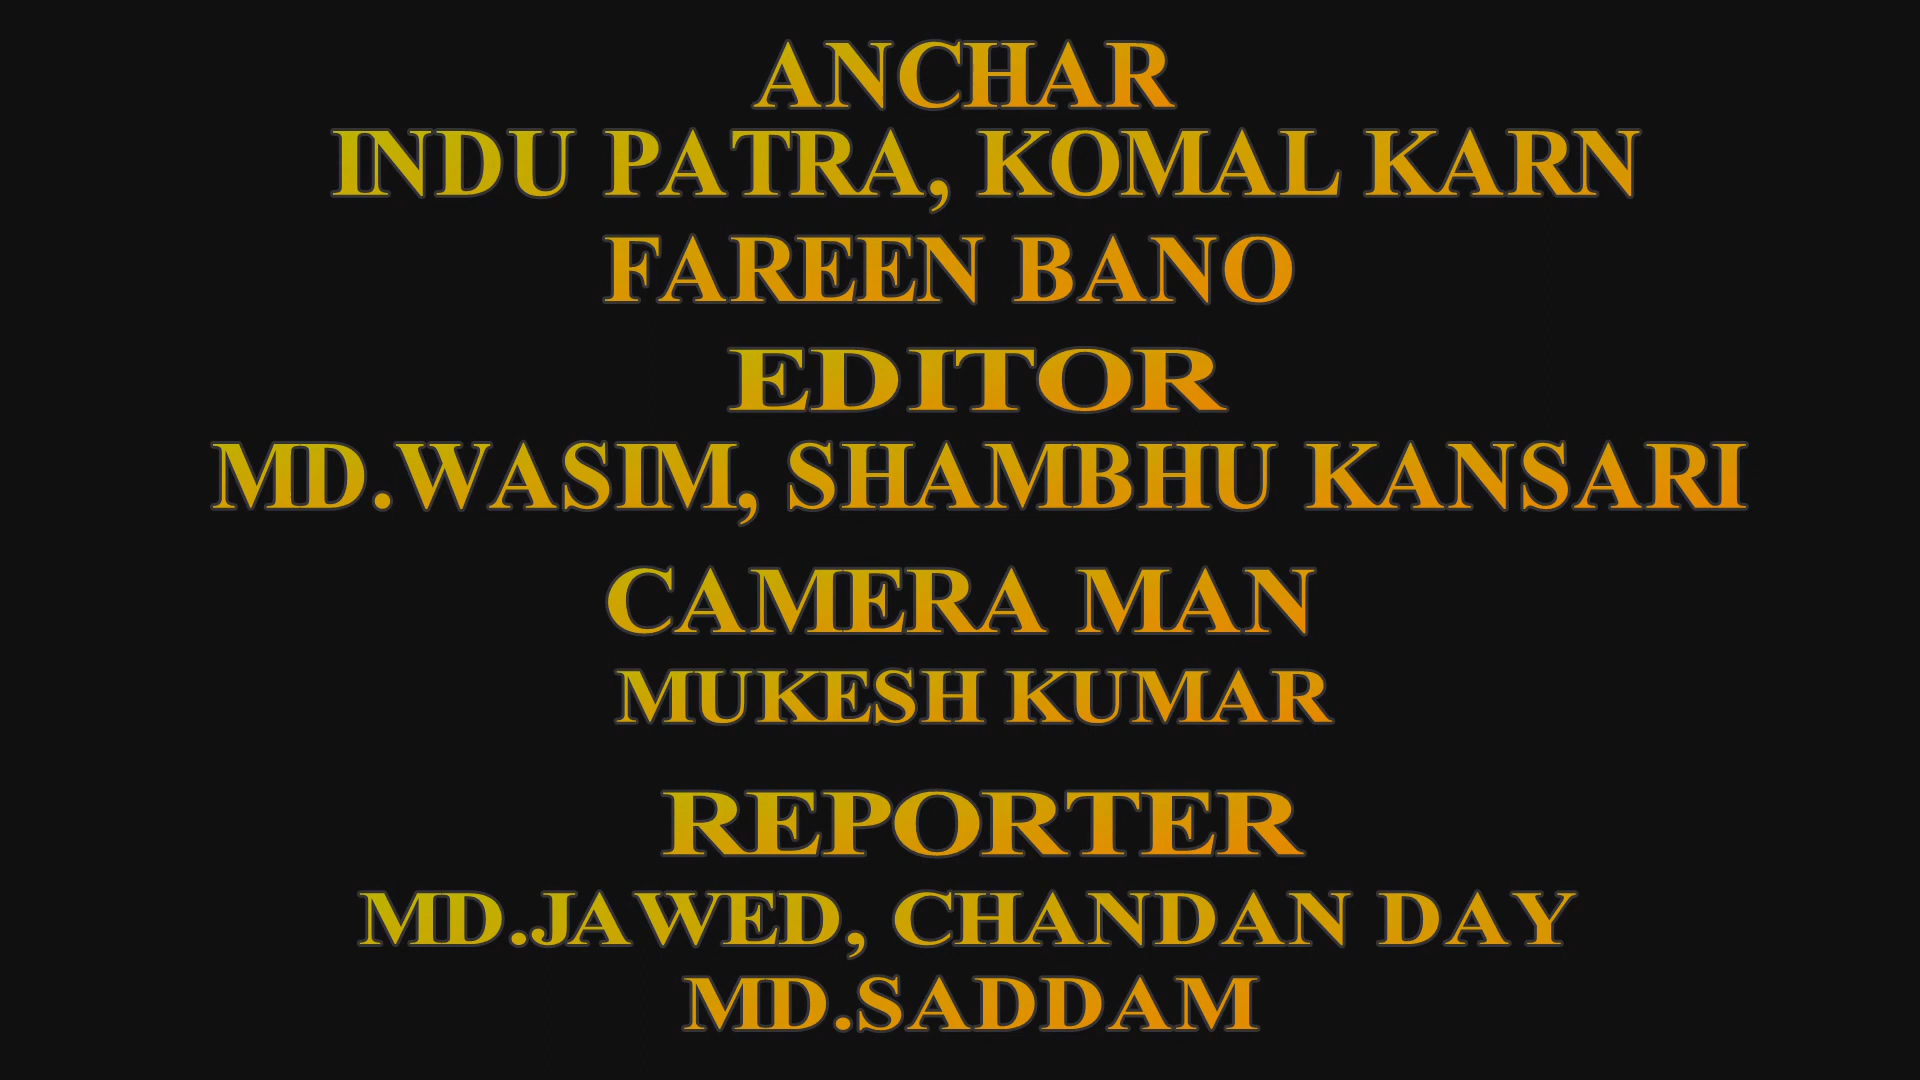 ANCHAR
INDU PATRA, KOMAL KARN
FAREEN BANO
EDITOR
MD.WASIM, SHAMBHU KANSARI
CAMERA MAN
MUKESH KUMAR
REPORTER
MD.JAWED, CHANDAN DAY
MD.SADDAM